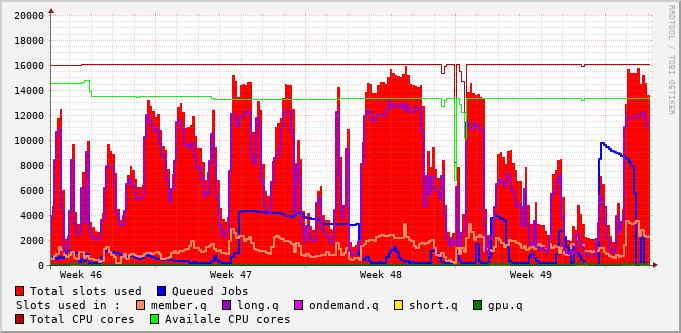 RRDTOOL / TOBI OETIKER
20000
18000
16000
14000
12000
10000
8000
6000
4000
2000
0
Week 46 Week 47 Week 48 Week 49
Total slots used Queued Jobs
Slots used in : member.q long.q ondemand.q short.q gpu.q
Total CPU cores Availale CPU cores